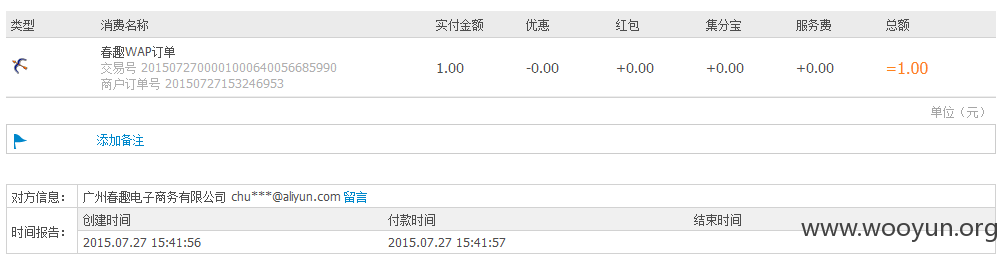 类型 消费名称 实付金额 优惠 红包 集分宝 服务费 总额
春趣WAP订单
交易号 2015072700001000640056685990
商户订单号 20150727153246953
1.00 -0.00 +0.00 +0.00 +0.00 =1.00
单位（元）
添加备注
对方信息： 广州春趣电子商务有限公司 chu***@aliyun.com 留言
时间报告： 创建时间 付款时间 结束时间
2015.07.27 15:41:56 2015.07.27 15:41:57
www.wooyun.org